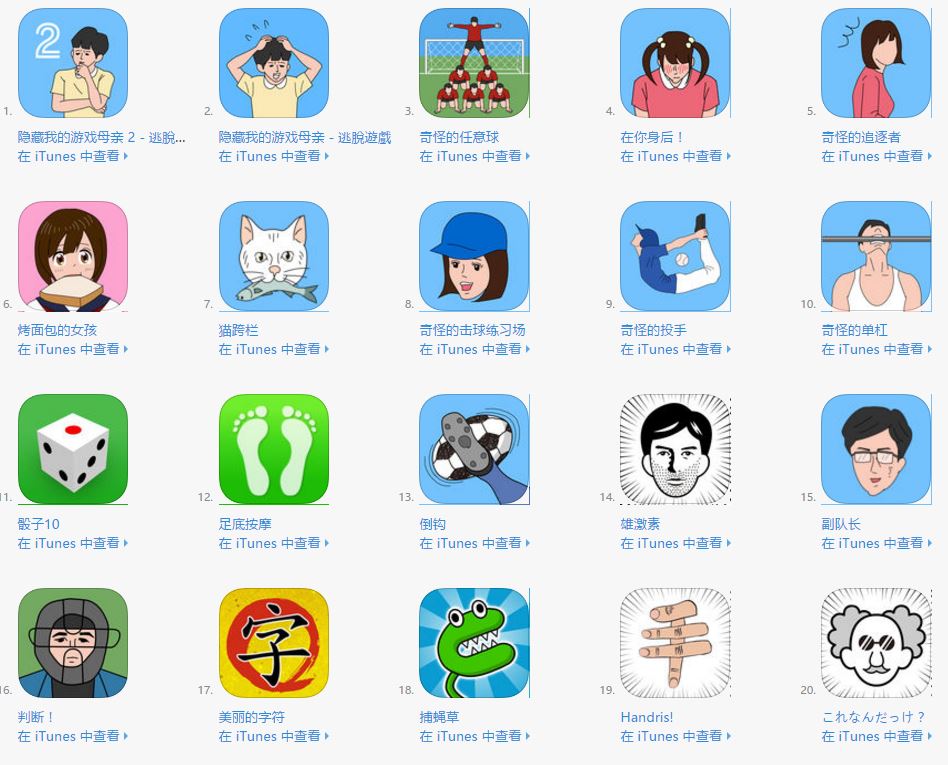 2
1.
隐藏我的游戏母亲 2 - 逃脱...
在 iTunes 中查看
2.
隐藏我的游戏母亲 - 逃脱遊戲
在 iTunes 中查看
3.
奇怪的任意球
在 iTunes 中查看
4.
在你身后！
在 iTunes 中查看
5.
奇怪的追逐者
在 iTunes 中查看
6.
烤面包的女孩
在 iTunes 中查看
7.
猫跨栏
在 iTunes 中查看
8.
奇怪的击球练习场
在 iTunes 中查看
9.
奇怪的投手
在 iTunes 中查看
10.
奇怪的单杠
在 iTunes 中查看
11.
骰子10
在 iTunes 中查看
12.
足底按摩
在 iTunes 中查看
13.
倒钩
在 iTunes 中查看
14.
雄激素
在 iTunes 中查看
15.
副队长
在 iTunes 中查看
16.
判断！
在 iTunes 中查看
字
17.
美丽的字符
在 iTunes 中查看
18.
捕蝇草
在 iTunes 中查看
19.
Handris!
在 iTunes 中查看
20.
これなんだっけ？
在 iTunes 中查看